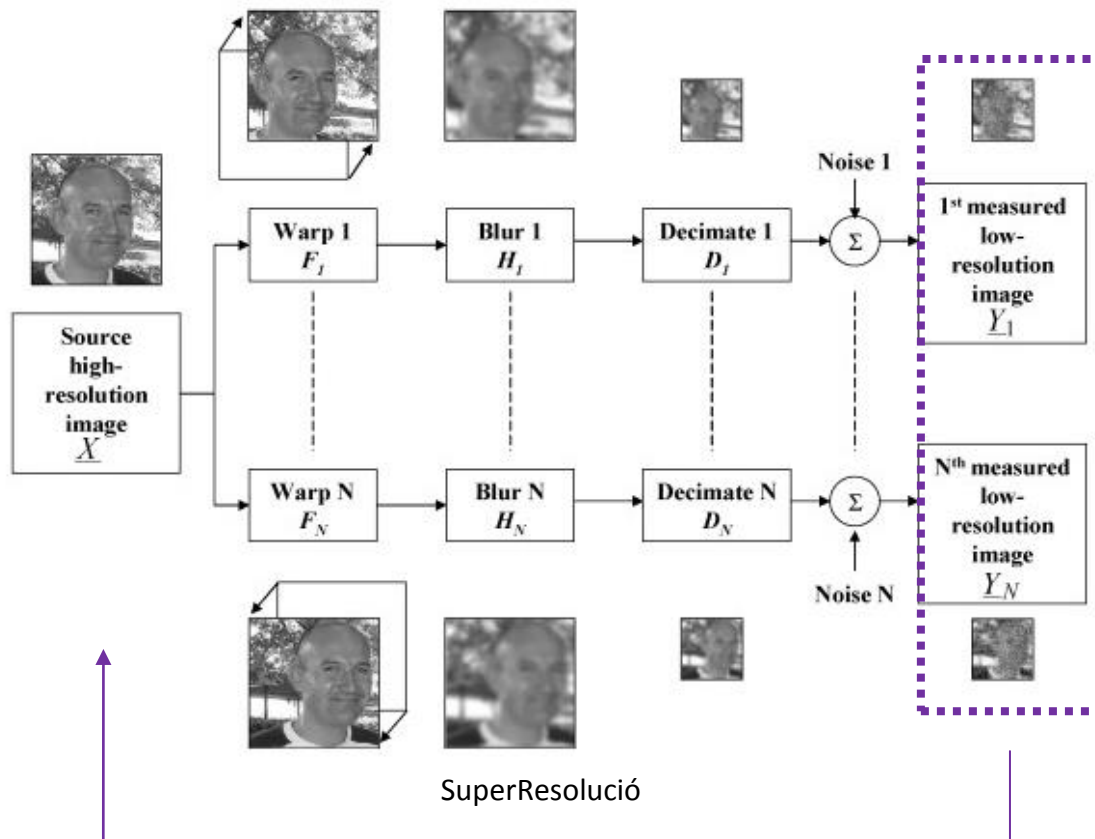 Noise 1
Warp 1
F1
Blur 1
H1
Decimate 1
D1
Σ
1st measured
low-
resolution
image
Y1
Source
high-
resolution
image
X
Warp N
FN
Blur N
HN
Decimate N
DN
Σ
Nth measured
low-
resolution
image
YN
Noise N
SuperResolució